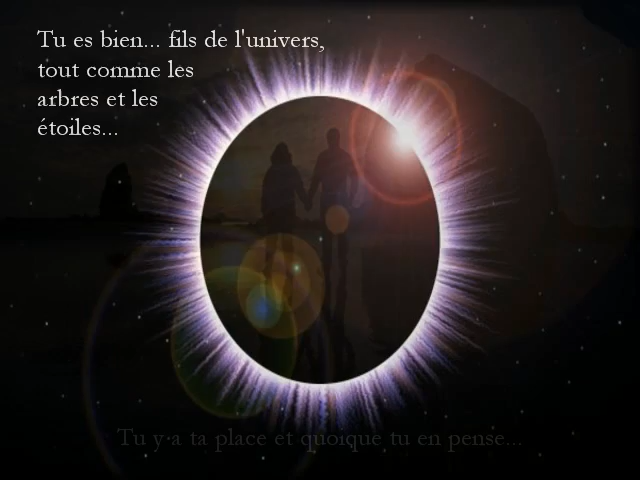 Tu es bien... fils de l'univers,
tout comme les
arbres et les
étoiles...
Tu y a ta place et quoique tu en pense...